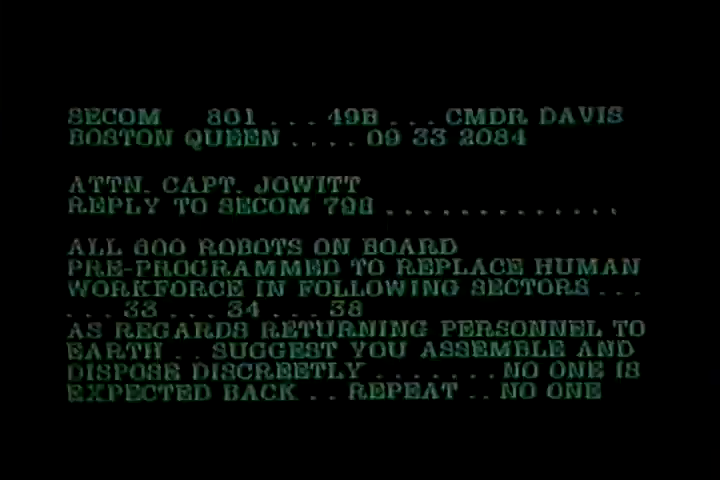 SECOM 801 ... 49B ... CMDR DAVIS
BOSTON QUEEN .... 09 33 2084
ATTN. CAPT. JOWITT
REPLY TO SECOM 798 ..............
ALL 600 ROBOTS ON BOARD
PRE-PROGRAMMED TO REPLACE HUMAN
WORKFORCE IN FOLLOWING SECTORS ...
... 33 ... 34 ... 38
AS REGARDS RETURNING PERSONNEL TO
EARTH .. SUGGEST YOU ASSEMBLE AND
DISPOSE DISCREETLY ....... NO ONE IS
EXPECTED BACK .. REPEAT .. NO ONE